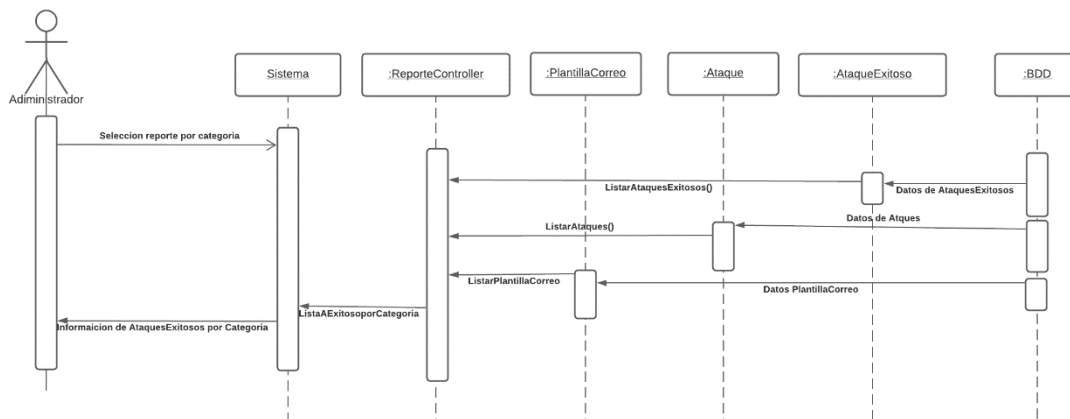 Adiministrador
Sistema
:ReporteController
:PlantillaCorreo
:Ataque
:AtaqueExitoso
:BDD
Seleccion reporte por categoria
ListarAtaquesExitosos()
Datos de AtaquesExitosos
ListarAtaques()
Datos de Atques
ListarPlantillaCorreo
Datos PlantillaCorreo
ListaAExitosoporCategoria
Informaicion de AtaquesExitosos por Categoria